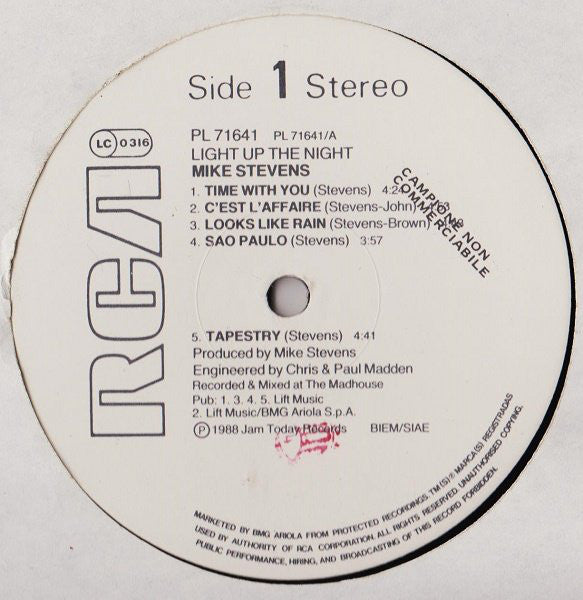 Side 1 Stereo
LC 0316
RCA
PL 71641 PL 71641/A
LIGHT UP THE NIGHT
MIKE STEVENS
1. TIME WITH YOU (Stevens) 4:24
2. C'EST L'AFFAIRE (Stevens-John)
3. LOOKS LIKE RAIN (Stevens-Brown)
4. SAO PAULO (Stevens) 3:57
CAMPIONE NON
COMMERCIABILE
5. TAPESTRY (Stevens) 4:41
Produced by Mike Stevens
Engineered by Chris & Paul Madden
Recorded & Mixed at The Madhouse
Pub: 1. 3. 4. 5. Lift Music
2. Lift Music/BMG Ariola S.p.A.
Ⓟ 1988 Jam Today Records BIEM/SIAE
MARKETED BY BMG ARIOLA FROM PROTECTED RECORDINGS. TM(S)® MARCA(S) REGISTRADAS
USED BY AUTHORITY OF RCA CORPORATION. ALL RIGHTS RESERVED. UNAUTHORISED COPYING,
PUBLIC PERFORMANCE, HIRING, AND BROADCASTING OF THIS RECORD FORBIDDEN.